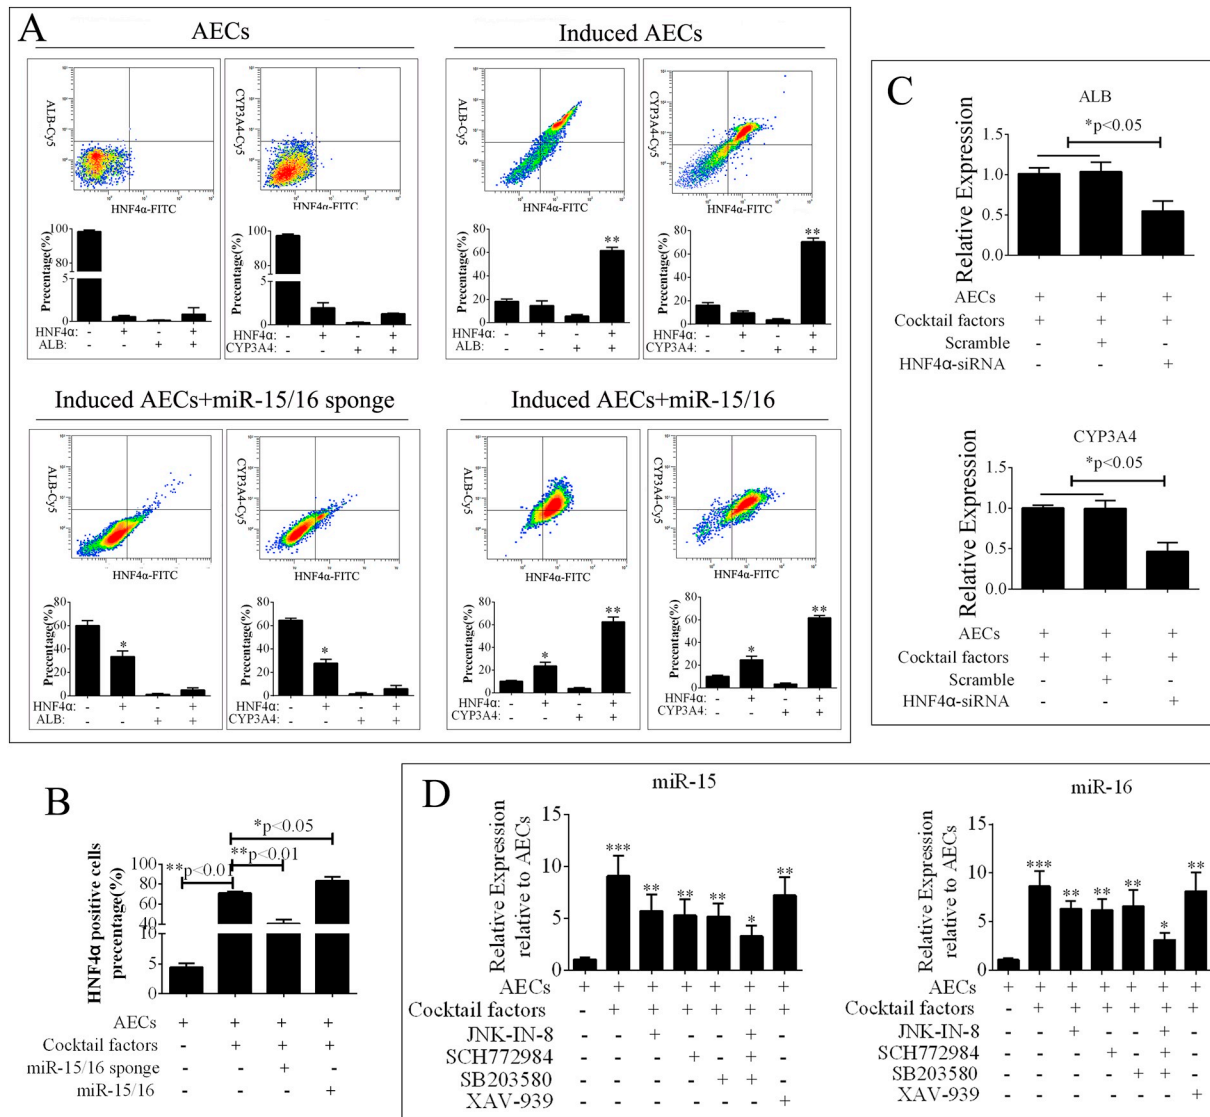 A
AECs
Induced AECs
ALB-Cy5
HNF4α-FITC
CYP3A4-Cy5
HNF4α-FITC
ALB-Cy5
HNF4α-FITC
CYP3A4-Cy5
HNF4α-FITC
Precentage(%)
100
80
5
0
HNF4α: - + - +
ALB: - - + +
Precentage(%)
100
80
5
0
HNF4α: - + - +
CYP3A4: - - + +
Precentage(%)
80
60
40
20
0
**
HNF4α: - + - +
ALB: - - + +
Precentage(%)
80
60
40
20
0
**
HNF4α: - + - +
CYP3A4: - - + +
Induced AECs+miR-15/16 sponge
Induced AECs+miR-15/16
ALB-Cy5
HNF4α-FITC
CYP3A4-Cy5
HNF4α-FITC
ALB-Cy5
HNF4α-FITC
CYP3A4-Cy5
HNF4α-FITC
Precentage(%)
80
60
40
20
0
*
HNF4α: - + - +
ALB: - - + +
Precentage(%)
80
60
40
20
0
*
HNF4α: - + - +
CYP3A4: - - + +
Precentage(%)
80
60
40
20
0
* **
HNF4α: - + - +
CYP3A4: - - + +
Precentage(%)
80
60
40
20
0
* **
HNF4α: - + - +
CYP3A4: - - + +
C
ALB
*p<0.05
Relative Expression
1.5
1.0
0.5
0.0
AECs + + +
Cocktail factors + + +
Scramble - + -
HNF4α-siRNA - - +
CYP3A4
*p<0.05
Relative Expression
1.5
1.0
0.5
0.0
AECs + + +
Cocktail factors + + +
Scramble - + -
HNF4α-siRNA - - +
B
*p<0.05
**p<0.01
**p<0.01
HNF4α positive cells
precentage(%)
100
80
60
40
10
5
0
AECs + + + +
Cocktail factors - + + +
miR-15/16 sponge - - + -
miR-15/16 - - - +
D
miR-15
Relative Expression
relative to AECs
15
10
5
0
*** ** ** ** * **
AECs + + + + + + +
Cocktail factors - + + + + + +
JNK-IN-8 - - + - - + -
SCH772984 - - - + - + -
SB203580 - - - - + + -
XAV-939 - - - - - - +
miR-16
Relative Expression
relative to AECs
15
10
5
0
*** ** ** ** * **
AECs + + + + + + +
Cocktail factors - + + + + + +
JNK-IN-8 - - + - - + -
SCH772984 - - - + - + -
SB203580 - - - - + + -
XAV-939 - - - - - - +